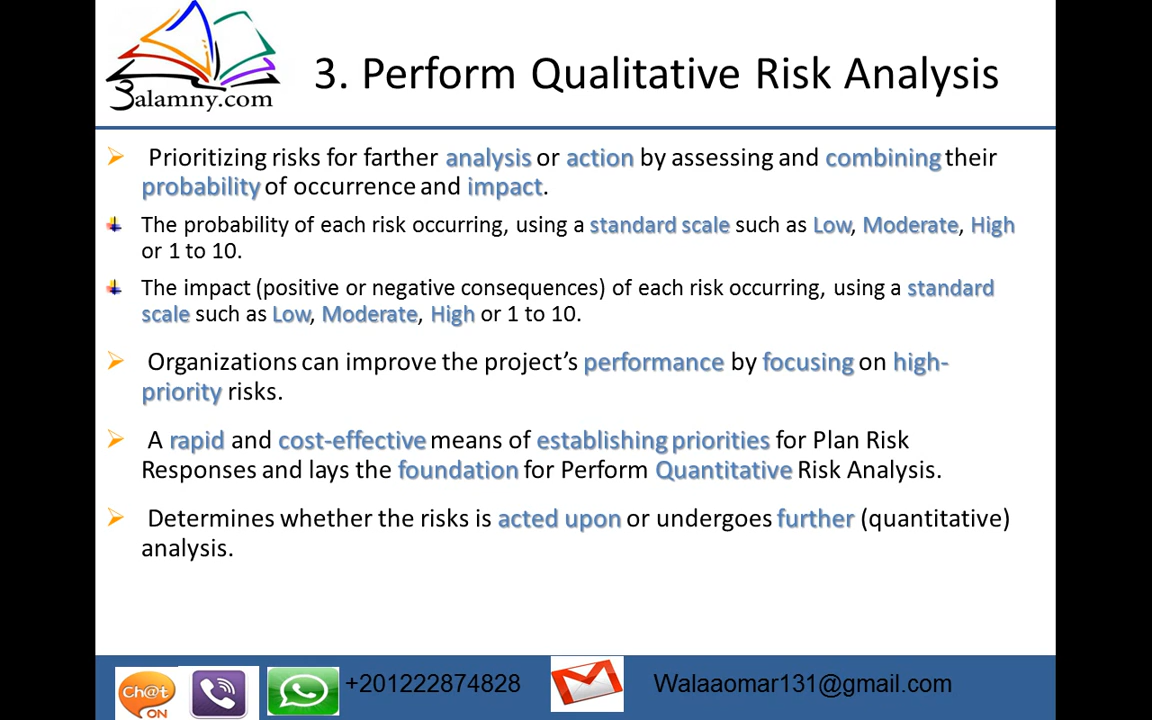 3alamny.com
3. Perform Qualitative Risk Analysis
Prioritizing risks for farther analysis or action by assessing and combining their
probability of occurrence and impact.
The probability of each risk occurring, using a standard scale such as Low, Moderate, High
or 1 to 10.
The impact (positive or negative consequences) of each risk occurring, using a standard
scale such as Low, Moderate, High or 1 to 10.
Organizations can improve the project’s performance by focusing on high-
priority risks.
A rapid and cost-effective means of establishing priorities for Plan Risk
Responses and lays the foundation for Perform Quantitative Risk Analysis.
Determines whether the risks is acted upon or undergoes further (quantitative)
analysis.
Ch@t
ON
+201222874828
Walaaomar131@gmail.com